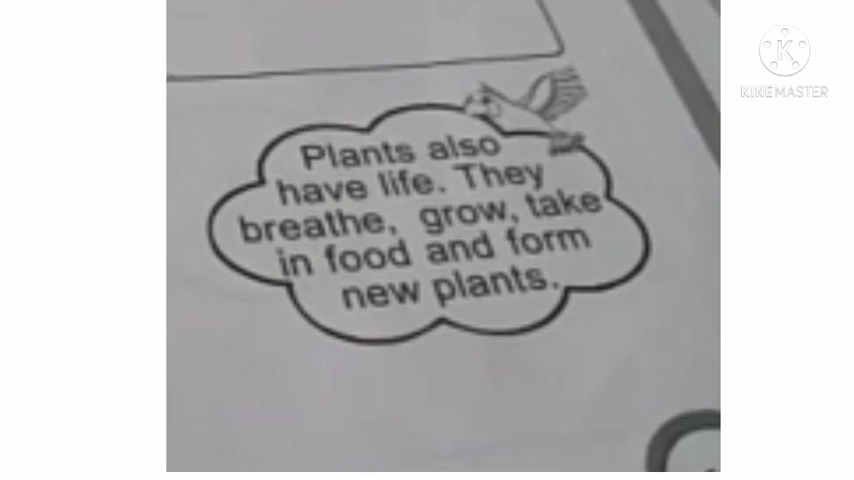 KINEMASTER
Plants also
have life. They
breathe, grow, take
in food and form
new plants.